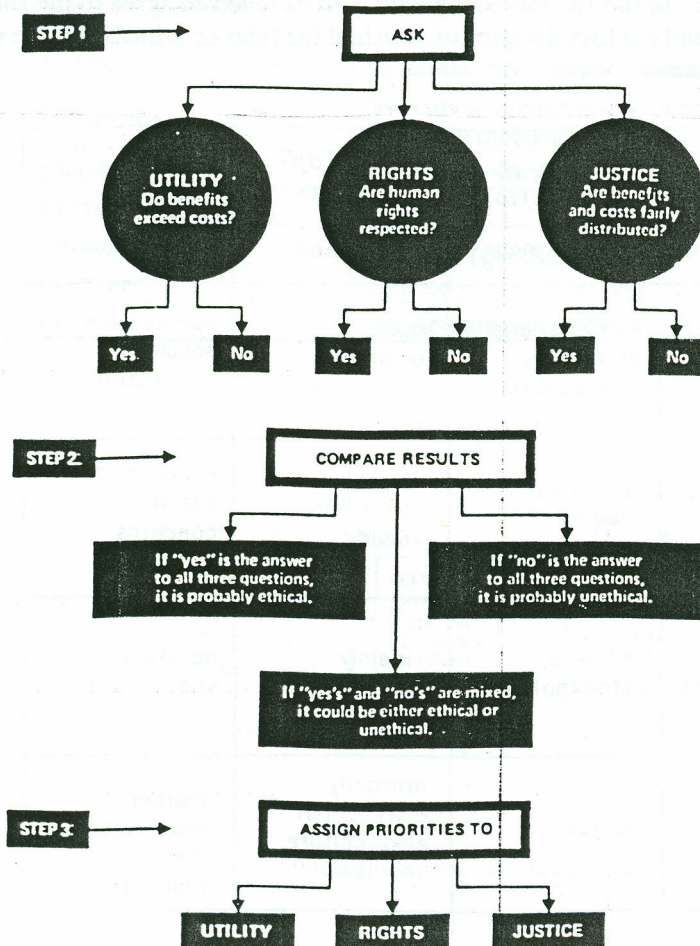 STEP 1
ASK
UTILITY
Do benefits
exceed costs?
RIGHTS
Are human
rights
respected?
JUSTICE
Are benefits
and costs fairly
distributed?
Yes
No
Yes
No
Yes
No
STEP 2
COMPARE RESULTS
If "yes" is the answer
to all three questions,
it is probably ethical.
If "no" is the answer
to all three questions,
it is probably unethical.
If "yes's" and "no's" are mixed,
it could be either ethical or
unethical.
STEP 3
ASSIGN PRIORITIES TO
UTILITY
RIGHTS
JUSTICE